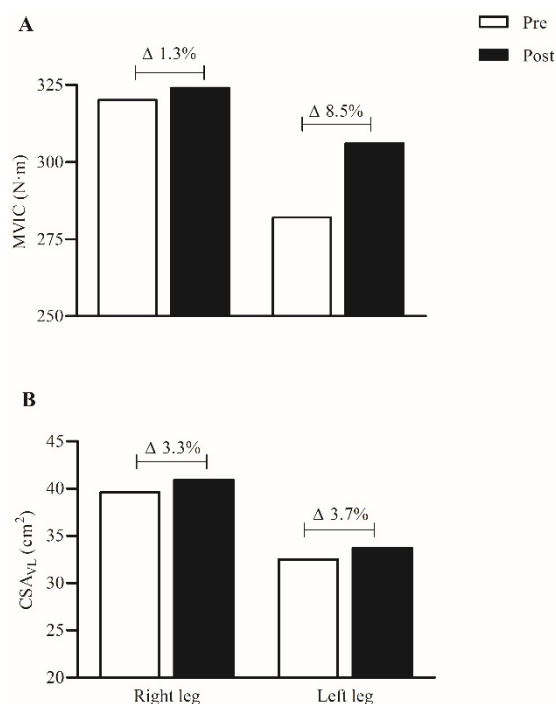 A
Pre
Post
Δ 1.3%
Δ 8.5%
MVIC (N·m)
325
300
275
250
B
Δ 3.3%
Δ 3.7%
CSAVL (cm²)
45
40
35
30
25
20
Right leg
Left leg